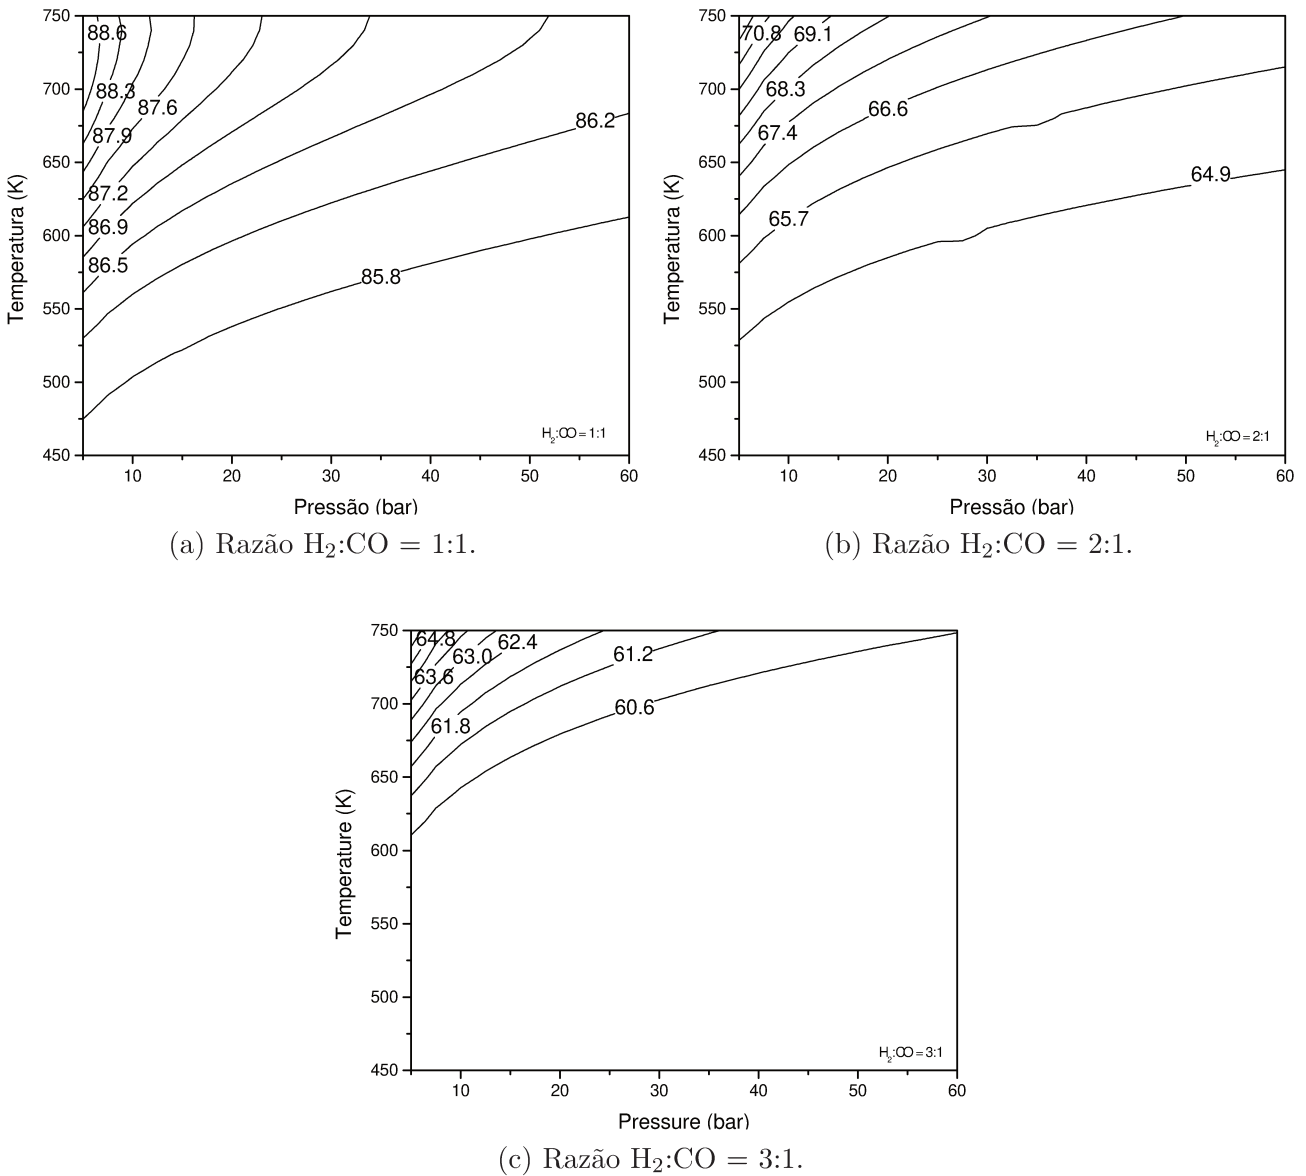 750
700
650
600
550
500
450
Temperatura (K)
88.6
88.3
87.6
87.9
87.2
86.9
86.5
86.2
85.8
H2:CO=1:1
10 20 30 40 50 60
Pressão (bar)
(a) Razão H2:CO = 1:1.
750
700
650
600
550
500
450
Temperatura (K)
70.8 69.1
68.3
67.4
66.6
65.7
64.9
H2:CO=2:1
10 20 30 40 50 60
Pressão (bar)
(b) Razão H2:CO = 2:1.
750
700
650
600
550
500
450
Temperature (K)
64.8
62.4
63.0
63.6
61.2
61.8
60.6
H2:CO=3:1
10 20 30 40 50 60
Pressure (bar)
(c) Razão H2:CO = 3:1.